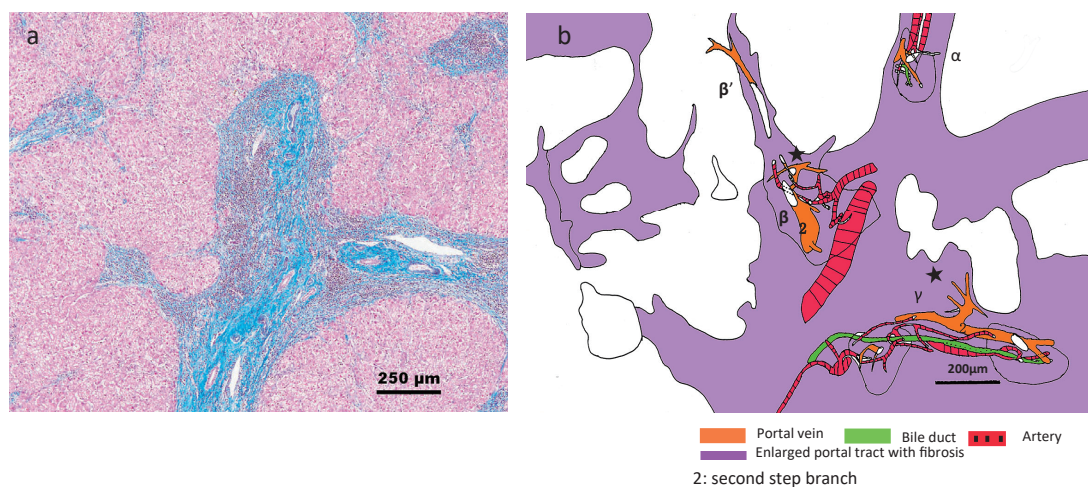 a
250 µm
b
α
β′
★
β
2
★
γ
2
200µm
Portal vein
Bile duct
Artery
Enlarged portal tract with fibrosis
2: second step branch